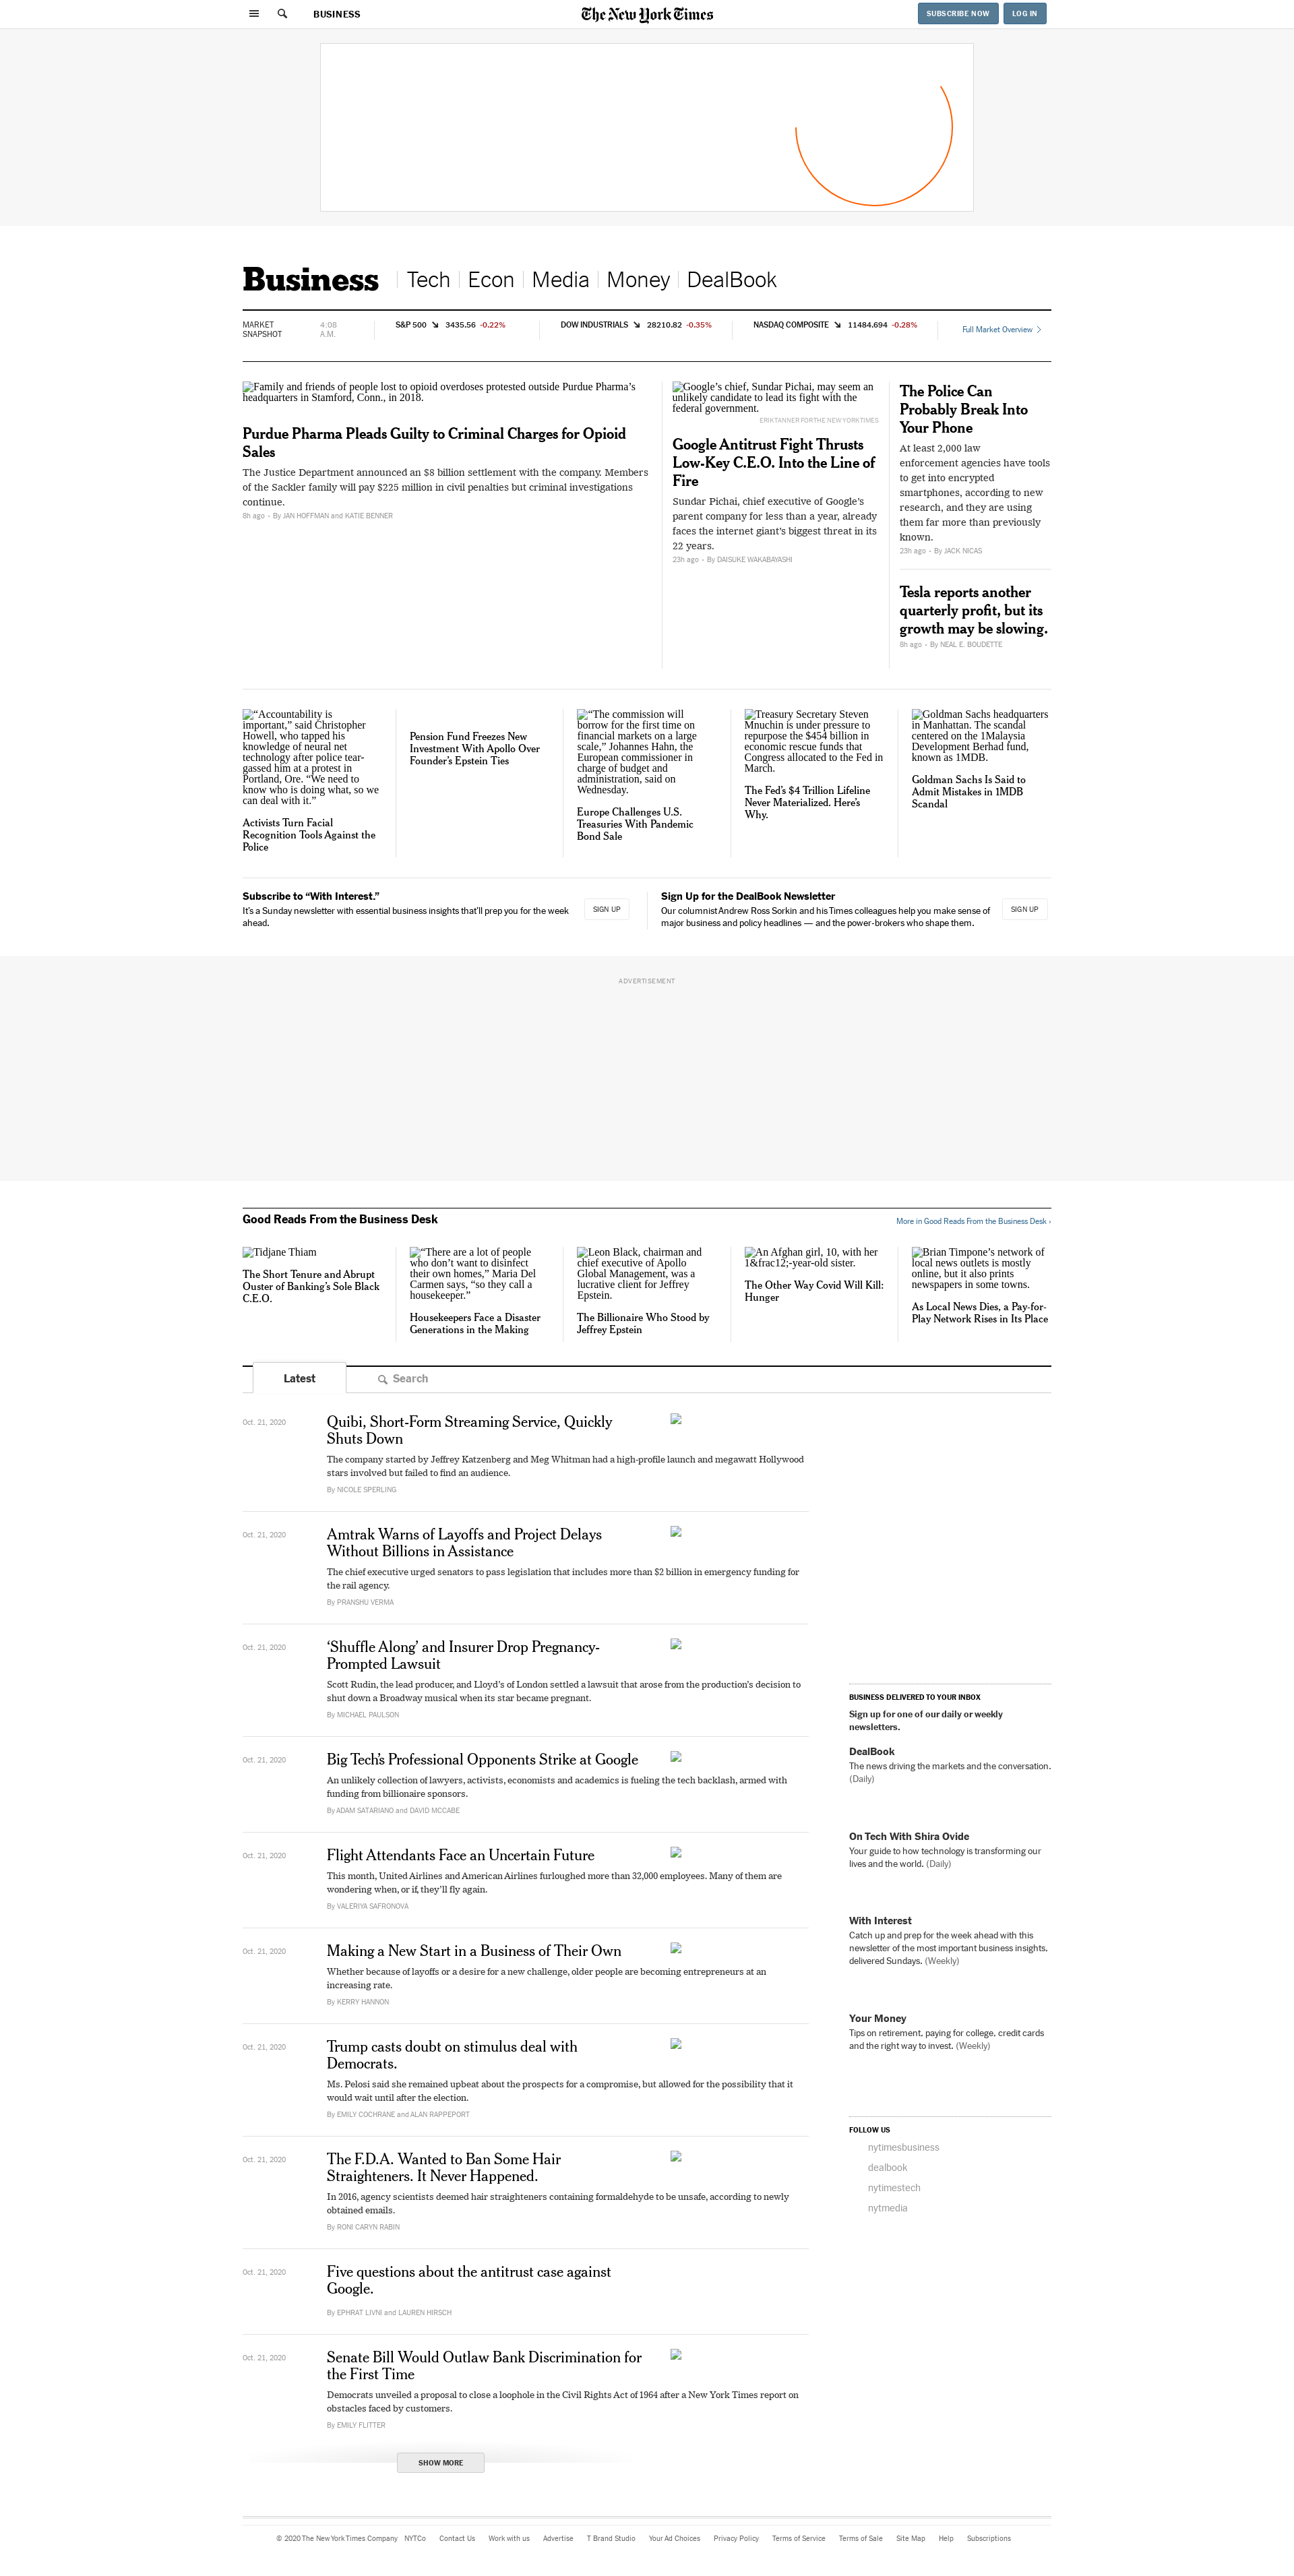 BUSINESS
The New York Times
SUBSCRIBE NOW
LOG IN
Business
Tech
Econ
Media
Money
DealBook
MARKET
SNAPSHOT
4:08
A.M.
S&P 500 3435.56 -0.22%
DOW INDUSTRIALS 28210.82 -0.35%
NASDAQ COMPOSITE 11484.694 -0.28%
Full Market Overview
Family and friends of people lost to opioid overdoses protested outside Purdue Pharma’s
headquarters in Stamford, Conn., in 2018.
Purdue Pharma Pleads Guilty to Criminal Charges for Opioid
Sales
The Justice Department announced an $8 billion settlement with the company. Members
of the Sackler family will pay $225 million in civil penalties but criminal investigations
continue.
8h ago - By JAN HOFFMAN and KATIE BENNER
Google’s chief, Sundar Pichai, may seem an
unlikely candidate to lead its fight with the
federal government.
ERIK TANNER FOR THE NEW YORK TIMES
Google Antitrust Fight Thrusts
Low-Key C.E.O. Into the Line of
Fire
Sundar Pichai, chief executive of Google’s
parent company for less than a year, already
faces the internet giant’s biggest threat in its
22 years.
23h ago - By DAISUKE WAKABAYASHI
The Police Can
Probably Break Into
Your Phone
At least 2,000 law
enforcement agencies have tools
to get into encrypted
smartphones, according to new
research, and they are using
them far more than previously
known.
23h ago - By JACK NICAS
Tesla reports another
quarterly profit, but its
growth may be slowing.
8h ago - By NEAL E. BOUDETTE
“Accountability is
important,” said Christopher
Howell, who tapped his
knowledge of neural net
technology after police tear-
gassed him at a protest in
Portland, Ore. “We need to
know who is doing what, so we
can deal with it.”
Activists Turn Facial
Recognition Tools Against the
Police
Pension Fund Freezes New
Investment With Apollo Over
Founder’s Epstein Ties
“The commission will
borrow for the first time on
financial markets on a large
scale,” Johannes Hahn, the
European commissioner in
charge of budget and
administration, said on
Wednesday.
Europe Challenges U.S.
Treasuries With Pandemic
Bond Sale
Treasury Secretary Steven
Mnuchin is under pressure to
repurpose the $454 billion in
economic rescue funds that
Congress allocated to the Fed in
March.
The Fed’s $4 Trillion Lifeline
Never Materialized. Here’s
Why.
Goldman Sachs headquarters
in Manhattan. The scandal
centered on the 1Malaysia
Development Berhad fund,
known as 1MDB.
Goldman Sachs Is Said to
Admit Mistakes in 1MDB
Scandal
Subscribe to “With Interest.”
It’s a Sunday newsletter with essential business insights that’ll prep you for the week
ahead.
SIGN UP
Sign Up for the DealBook Newsletter
Our columnist Andrew Ross Sorkin and his Times colleagues help you make sense of
major business and policy headlines — and the power-brokers who shape them.
SIGN UP
ADVERTISEMENT
Good Reads From the Business Desk
More in Good Reads From the Business Desk ›
Tidjane Thiam
The Short Tenure and Abrupt
Ouster of Banking’s Sole Black
C.E.O.
“There are a lot of people
who don’t want to disinfect
their own homes,” Maria Del
Carmen says, “so they call a
housekeeper.”
Housekeepers Face a Disaster
Generations in the Making
Leon Black, chairman and
chief executive of Apollo
Global Management, was a
lucrative client for Jeffrey
Epstein.
The Billionaire Who Stood by
Jeffrey Epstein
An Afghan girl, 10, with her
1&frac12;-year-old sister.
The Other Way Covid Will Kill:
Hunger
Brian Timpone’s network of
local news outlets is mostly
online, but it also prints
newspapers in some towns.
As Local News Dies, a Pay-for-
Play Network Rises in Its Place
Latest
Search
Oct. 21, 2020
Quibi, Short-Form Streaming Service, Quickly
Shuts Down
The company started by Jeffrey Katzenberg and Meg Whitman had a high-profile launch and megawatt Hollywood
stars involved but failed to find an audience.
By NICOLE SPERLING
Oct. 21, 2020
Amtrak Warns of Layoffs and Project Delays
Without Billions in Assistance
The chief executive urged senators to pass legislation that includes more than $2 billion in emergency funding for
the rail agency.
By PRANSHU VERMA
Oct. 21, 2020
‘Shuffle Along’ and Insurer Drop Pregnancy-
Prompted Lawsuit
Scott Rudin, the lead producer, and Lloyd’s of London settled a lawsuit that arose from the production’s decision to
shut down a Broadway musical when its star became pregnant.
By MICHAEL PAULSON
Oct. 21, 2020
Big Tech’s Professional Opponents Strike at Google
An unlikely collection of lawyers, activists, economists and academics is fueling the tech backlash, armed with
funding from billionaire sponsors.
By ADAM SATARIANO and DAVID MCCABE
Oct. 21, 2020
Flight Attendants Face an Uncertain Future
This month, United Airlines and American Airlines furloughed more than 32,000 employees. Many of them are
wondering when, or if, they’ll fly again.
By VALERIYA SAFRONOVA
Oct. 21, 2020
Making a New Start in a Business of Their Own
Whether because of layoffs or a desire for a new challenge, older people are becoming entrepreneurs at an
increasing rate.
By KERRY HANNON
Oct. 21, 2020
Trump casts doubt on stimulus deal with
Democrats.
Ms. Pelosi said she remained upbeat about the prospects for a compromise, but allowed for the possibility that it
would wait until after the election.
By EMILY COCHRANE and ALAN RAPPEPORT
Oct. 21, 2020
The F.D.A. Wanted to Ban Some Hair
Straighteners. It Never Happened.
In 2016, agency scientists deemed hair straighteners containing formaldehyde to be unsafe, according to newly
obtained emails.
By RONI CARYN RABIN
Oct. 21, 2020
Five questions about the antitrust case against
Google.
By EPHRAT LIVNI and LAUREN HIRSCH
Oct. 21, 2020
Senate Bill Would Outlaw Bank Discrimination for
the First Time
Democrats unveiled a proposal to close a loophole in the Civil Rights Act of 1964 after a New York Times report on
obstacles faced by customers.
By EMILY FLITTER
SHOW MORE
BUSINESS DELIVERED TO YOUR INBOX
Sign up for one of our daily or weekly
newsletters.
DealBook
The news driving the markets and the conversation.
(Daily)
On Tech With Shira Ovide
Your guide to how technology is transforming our
lives and the world. (Daily)
With Interest
Catch up and prep for the week ahead with this
newsletter of the most important business insights,
delivered Sundays. (Weekly)
Your Money
Tips on retirement, paying for college, credit cards
and the right way to invest. (Weekly)
FOLLOW US
nytimesbusiness
dealbook
nytimestech
nytmedia
© 2020 The New York Times Company NYTCo Contact Us Work with us Advertise T Brand Studio Your Ad Choices Privacy Policy Terms of Service Terms of Sale Site Map Help Subscriptions